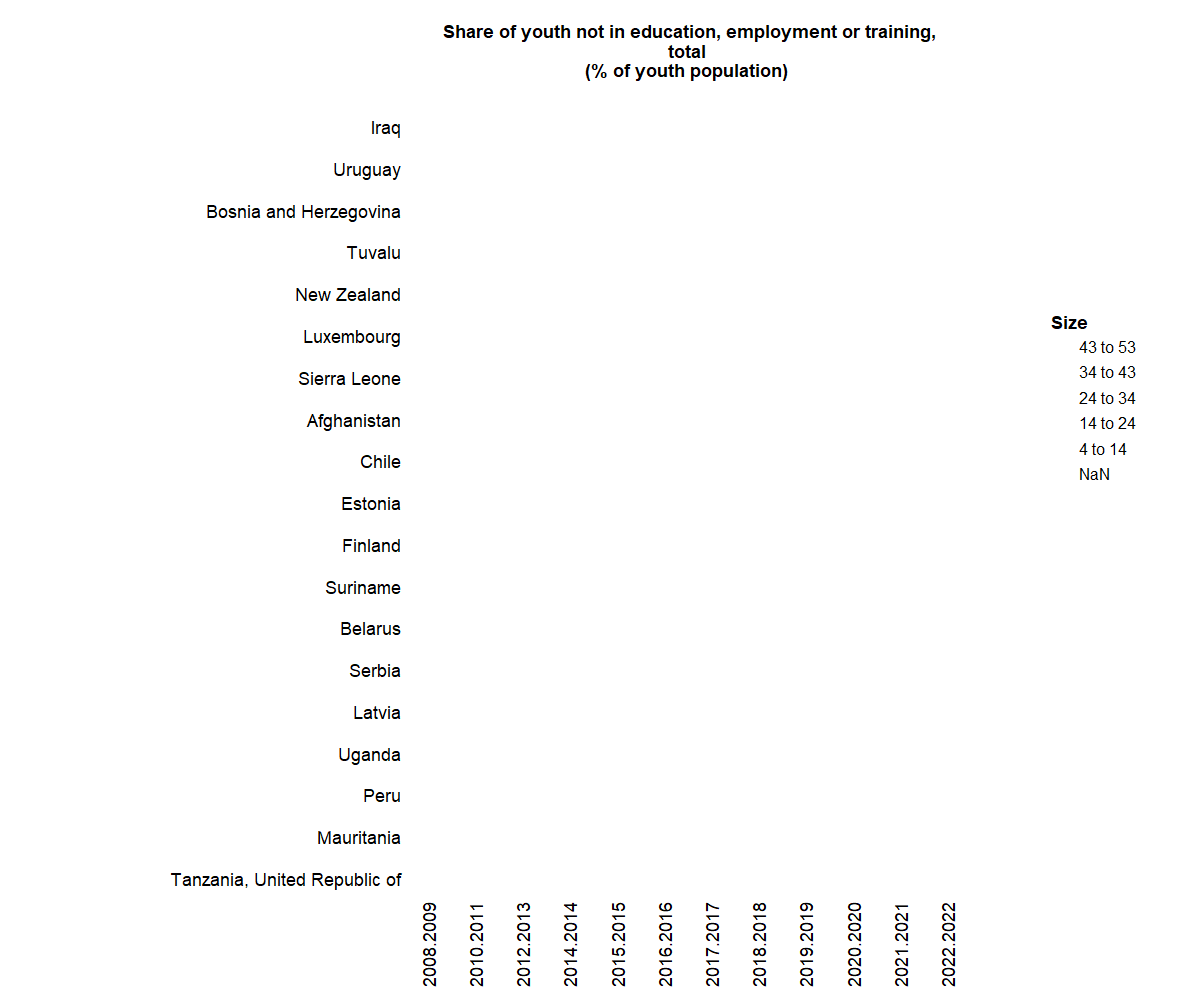 Share of youth not in education, employment or training,
total
(% of youth population)
Iraq
Uruguay
Bosnia and Herzegovina
Tuvalu
New Zealand
Luxembourg
Sierra Leone
Afghanistan
Chile
Estonia
Finland
Suriname
Belarus
Serbia
Latvia
Uganda
Peru
Mauritania
Tanzania, United Republic of
2008.2009
2010.2011
2012.2013
2014.2014
2015.2015
2016.2016
2017.2017
2018.2018
2019.2019
2020.2020
2021.2021
2022.2022
Size
43 to 53
34 to 43
24 to 34
14 to 24
4 to 14
NaN